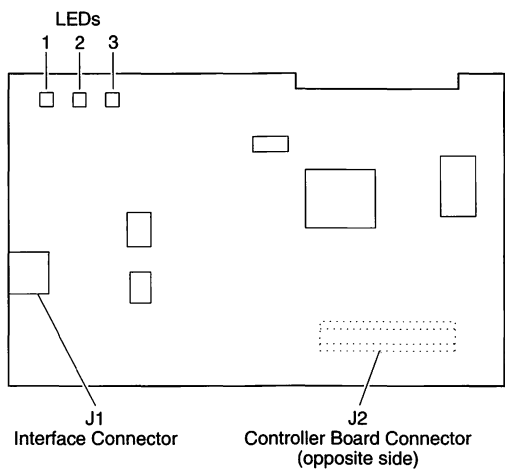 LEDs
1 2 3
J1
Interface Connector
J2
Controller Board Connector
(opposite side)